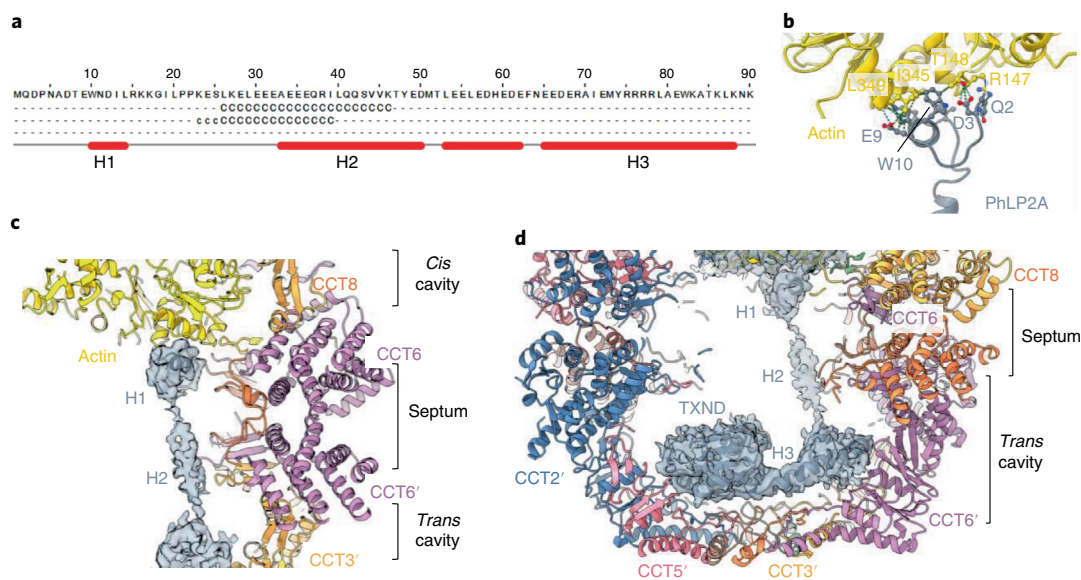 a
10 20 30 40 50 60 70 80 90
MQDPNADTEWNDILRKKGILPPKESLKELEEEAEEEQRILQQSVVKTYEDMTLEELEDHEDEFNEEDERAIEMYRRRRLAEWKATKLKNK
CCCCCCCCCCCCCCCCCCCCC
cccCCCCCCCCCCCCCC
H1 H2 H3
b
T148
I345
L349
R147
Q2
D3
Actin
E9
W10
PhLP2A
c
CCT8
Cis
cavity
Actin
CCT6
H1
Septum
H2
CCT6′
Trans
cavity
CCT3′
d
CCT8
H1
CCT6
Septum
H2
TXND
H3
Trans
cavity
CCT2′
CCT6′
CCT5′
CCT3′